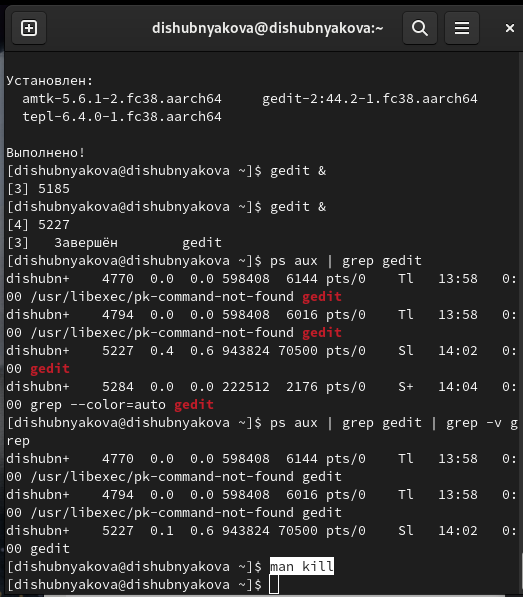 dishubnyakova@dishubnyakova:~
Установлен:
amtk-5.6.1-2.fc38.aarch64 gedit-2:44.2-1.fc38.aarch64
tepl-6.4.0-1.fc38.aarch64
Выполнено!
[dishubnyakova@dishubnyakova ~]$ gedit &
[3] 5185
[dishubnyakova@dishubnyakova ~]$ gedit &
[4] 5227
[3] Завершён gedit
[dishubnyakova@dishubnyakova ~]$ ps aux | grep gedit
dishubn+ 4770 0.0 0.0 598408 6144 pts/0 Tl 13:58 0:
00 /usr/libexec/pk-command-not-found gedit
dishubn+ 4794 0.0 0.0 598408 6016 pts/0 Tl 13:58 0:
00 /usr/libexec/pk-command-not-found gedit
dishubn+ 5227 0.4 0.6 943824 70500 pts/0 Sl 14:02 0:
00 gedit
dishubn+ 5284 0.0 0.0 222512 2176 pts/0 S+ 14:04 0:
00 grep --color=auto gedit
[dishubnyakova@dishubnyakova ~]$ ps aux | grep gedit | grep -v g
rep
dishubn+ 4770 0.0 0.0 598408 6144 pts/0 Tl 13:58 0:
00 /usr/libexec/pk-command-not-found gedit
dishubn+ 4794 0.0 0.0 598408 6016 pts/0 Tl 13:58 0:
00 /usr/libexec/pk-command-not-found gedit
dishubn+ 5227 0.1 0.6 943824 70500 pts/0 Sl 14:02 0:
00 gedit
[dishubnyakova@dishubnyakova ~]$ man kill
[dishubnyakova@dishubnyakova ~]$